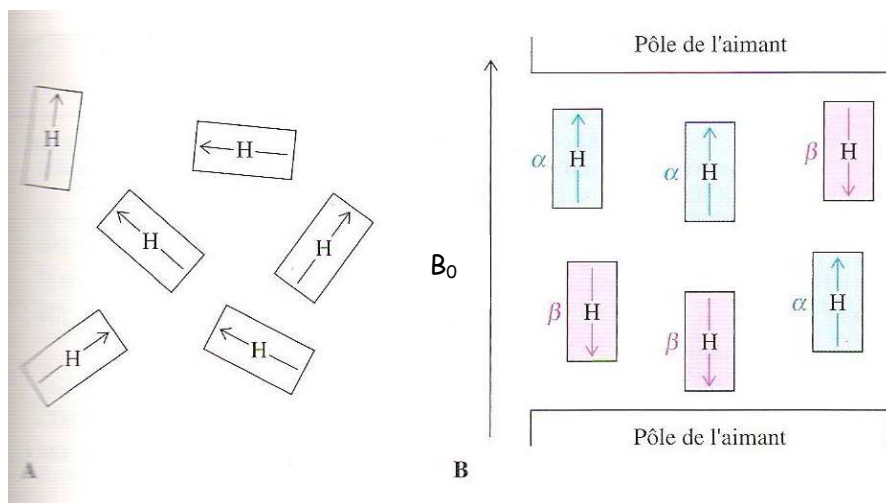 H
H
H
H
H
H
A
Pôle de l'aimant
α H
α H
β H
B₀
β H
β H
α H
Pôle de l'aimant
B